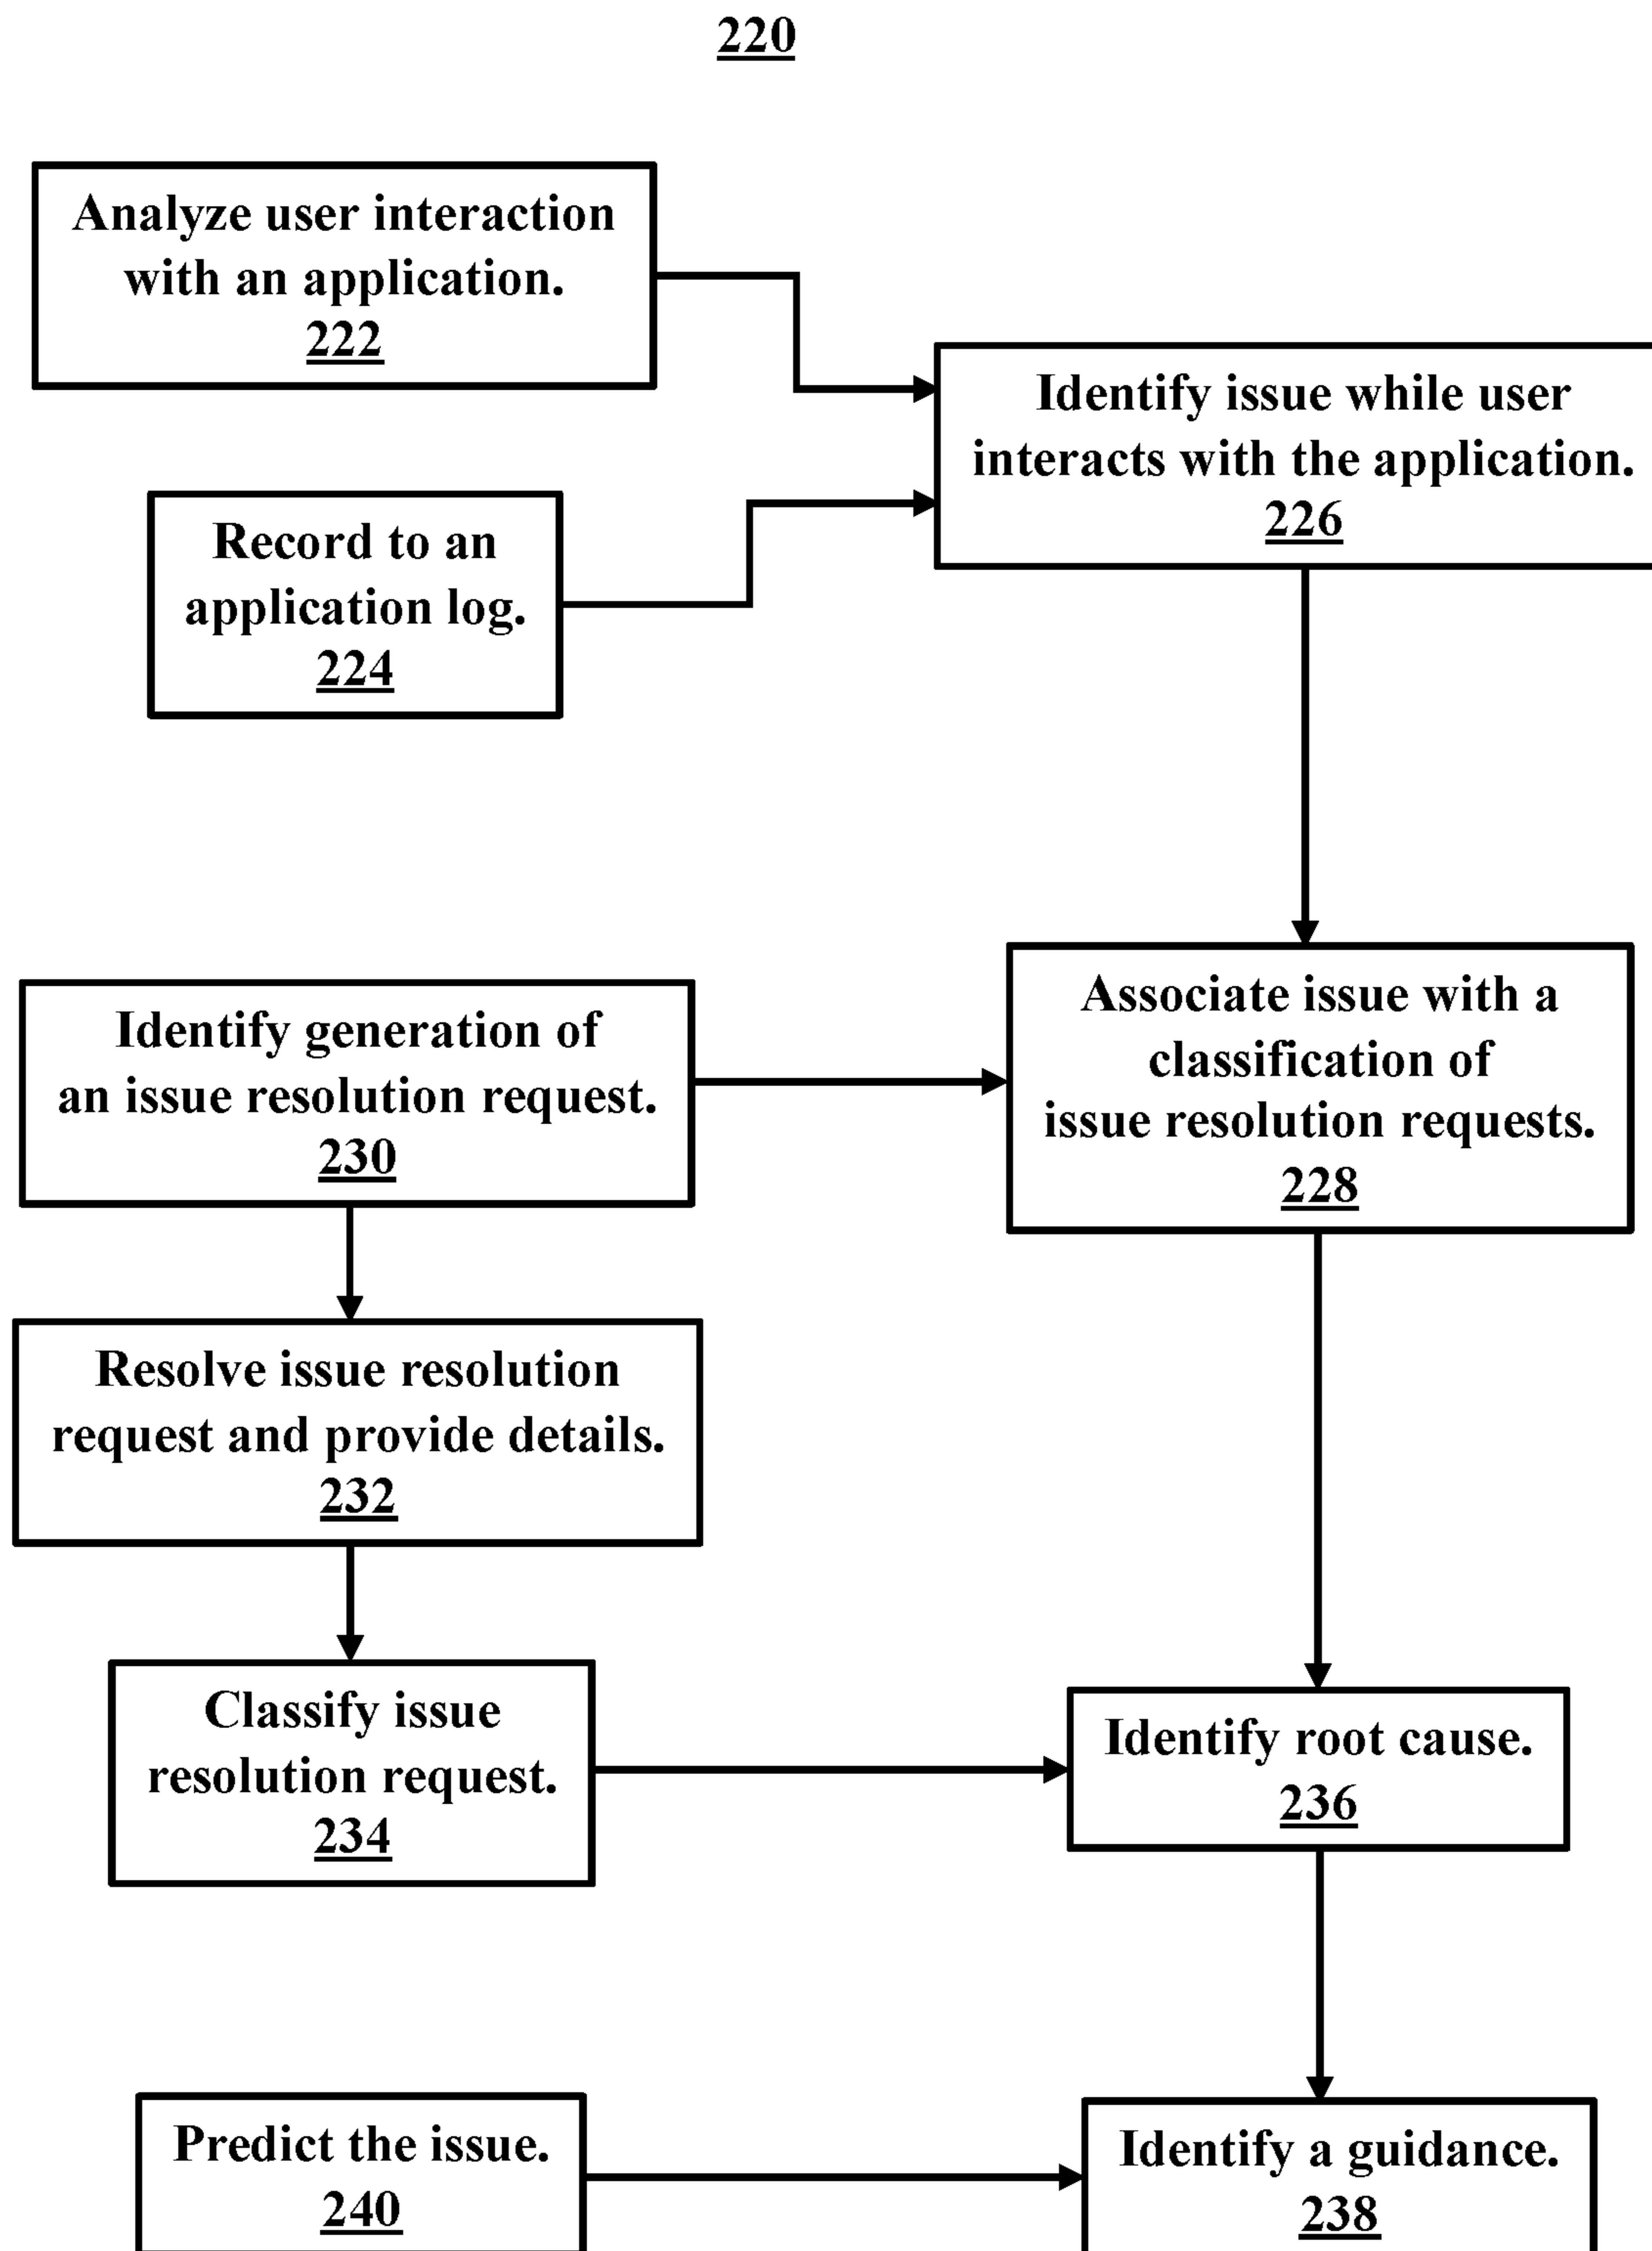 220
Analyze user interaction
with an application.
222
Identify issue while user
interacts with the application.
226
Record to an
application log.
224
Associate issue with a
classification of
issue resolution requests.
228
Identify generation of
an issue resolution request.
230
Resolve issue resolution
request and provide details.
232
Classify issue
resolution request.
234
Identify root cause.
236
Predict the issue.
240
Identify a guidance.
238